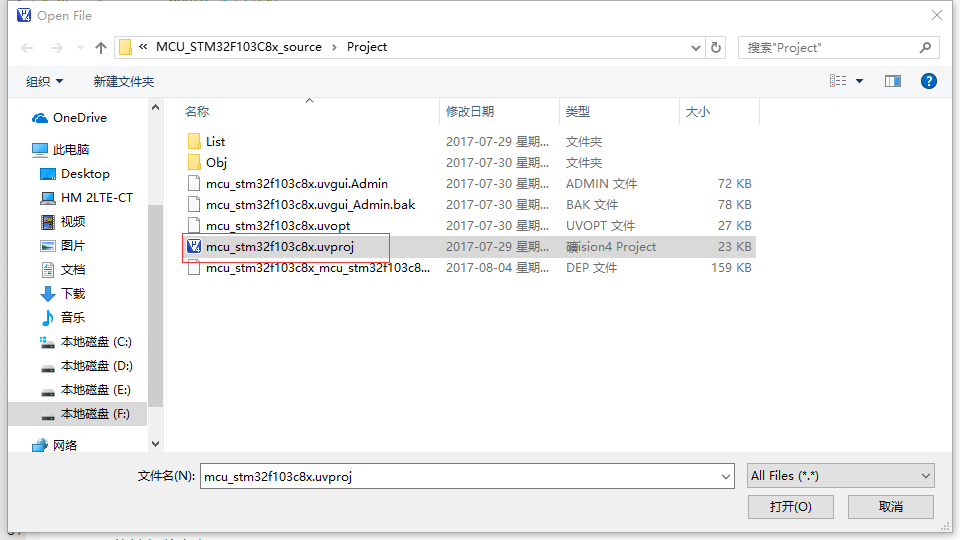 Open File
« MCU_STM32F103C8x_source › Project
搜索"Project"
组织 新建文件夹
名称 修改日期 类型 大小
OneDrive
此电脑
Desktop
HM 2LTE-CT
视频
图片
文档
下载
音乐
本地磁盘 (C:)
本地磁盘 (D:)
本地磁盘 (E:)
本地磁盘 (F:)
网络
List 2017-07-29 星期... 文件夹
Obj 2017-07-30 星期... 文件夹
mcu_stm32f103c8x.uvgui.Admin 2017-07-30 星期... ADMIN 文件 72 KB
mcu_stm32f103c8x.uvgui_Admin.bak 2017-07-30 星期... BAK 文件 78 KB
mcu_stm32f103c8x.uvopt 2017-07-30 星期... UVOPT 文件 27 KB
mcu_stm32f103c8x.uvproj 2017-07-29 星期... 礦ision4 Project 23 KB
mcu_stm32f103c8x_mcu_stm32f103c8... 2017-08-04 星期... DEP 文件 159 KB
文件名(N): mcu_stm32f103c8x.uvproj All Files (*.*)
打开(O) 取消